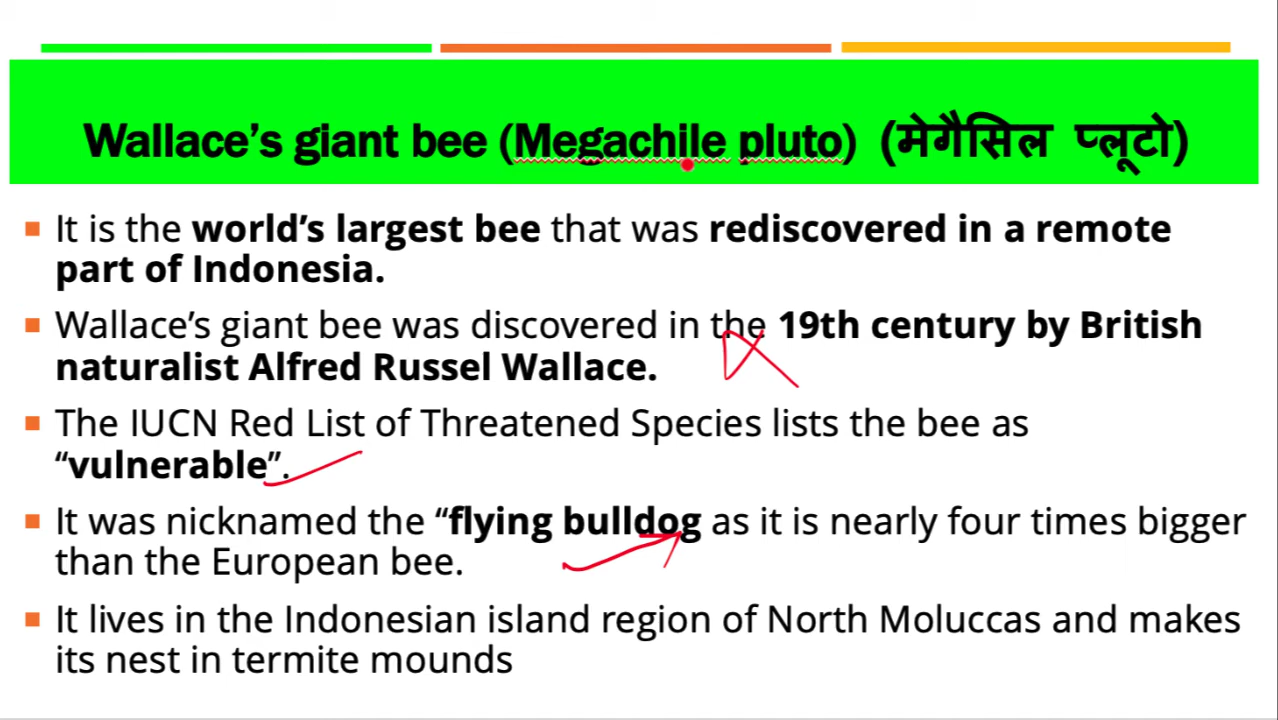 Wallace’s giant bee (Megachile pluto) (मेगैसिल प्लूटो)
It is the world’s largest bee that was rediscovered in a remote
part of Indonesia.
Wallace’s giant bee was discovered in the 19th century by British
naturalist Alfred Russel Wallace.
The IUCN Red List of Threatened Species lists the bee as
“vulnerable”.
It was nicknamed the “flying bulldog as it is nearly four times bigger
than the European bee.
It lives in the Indonesian island region of North Moluccas and makes
its nest in termite mounds